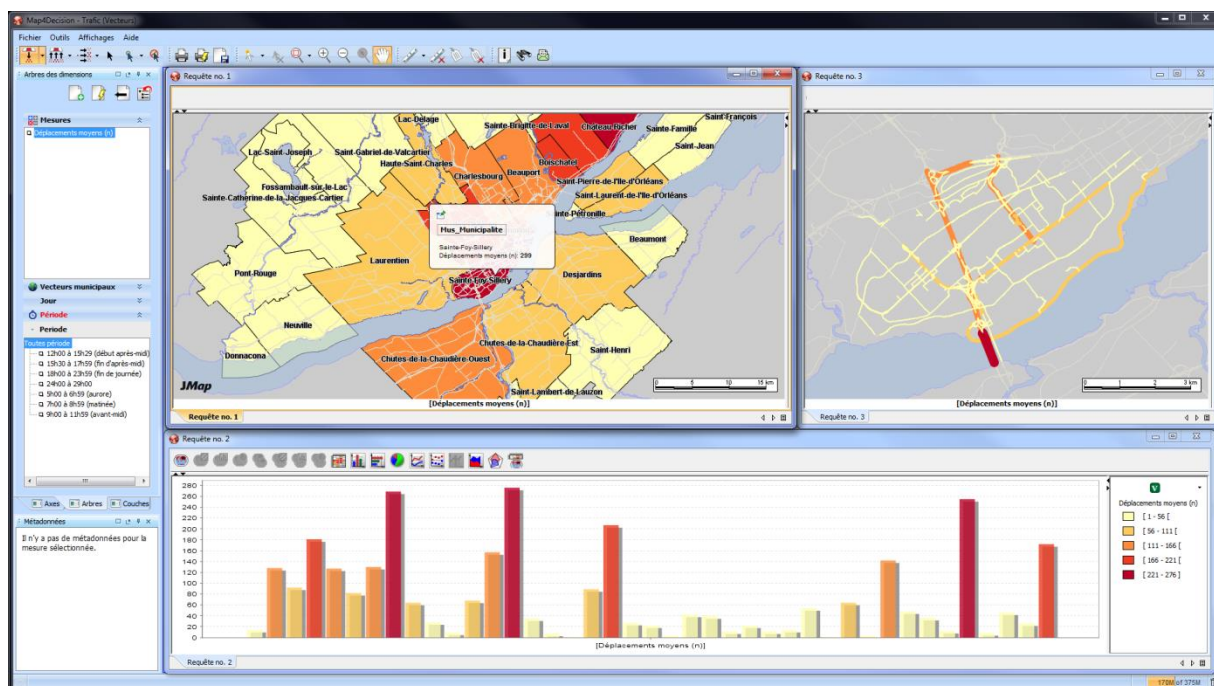 Map4Decision - Trafic (Vecteurs)
Fichier Outils Affichages Aide
Arbres des dimensions
Mesures
Déplacements moyens (n)
Vecteurs municipaux
Jour
Période
- Periode
Toutes période
12h00 à 15h29 (début après-midi)
15h30 à 17h59 (fin d'après-midi)
18h00 à 23h59 (fin de journée)
24h00 à 29h00
5h00 à 6h59 (aurore)
7h00 à 8h59 (matinée)
9h00 à 11h59 (avant-midi)
Axes Arbres Couches
Métadonnées
Il n'y a pas de métadonnées pour la
mesure sélectionnée.
Requête no. 1
Lac-Delage
Sainte-Brigitte-de-Laval
Château-Richer
Sainte-Famille
Saint-François
Saint-Jean
Lac-Saint-Joseph
Saint-Gabriel-de-Valcartier
Haute-Saint-Charles
Charlesbourg
Beauport
Boischatel
Saint-Pierre-de-l'Île-d'Orléans
Fossambault-sur-le-Lac
Sainte-Catherine-de-la-Jacques-Cartier
Saint-Laurent-de-l'Île-d'Orléans
Sainte-Pétronille
Mus_Municipalite
Sainte-Foy-Sillery
Déplacements moyens (n): 299
Beaumont
Laurentien
Pont-Rouge
Sainte-Foy-Sillery
Desjardins
Neuville
Donnacona
Chutes-de-la-Chaudière-Est
Saint-Henri
Chutes-de-la-Chaudière-Ouest
Saint-Lambert-de-Lauzon
JMap
0 5 10 15 km
[Déplacements moyens (n)]
Requête no. 1
Requête no. 3
0 1 2 3 km
[Déplacements moyens (n)]
Requête no. 3
Requête no. 2
280
260
240
220
200
180
160
140
120
100
80
60
40
20
0
[Déplacements moyens (n)]
Déplacements moyens (n)
[ 1 - 56 [
[ 56 - 111 [
[ 111 - 166 [
[ 166 - 221 [
[ 221 - 276 ]
Requête no. 2
170M of 375M